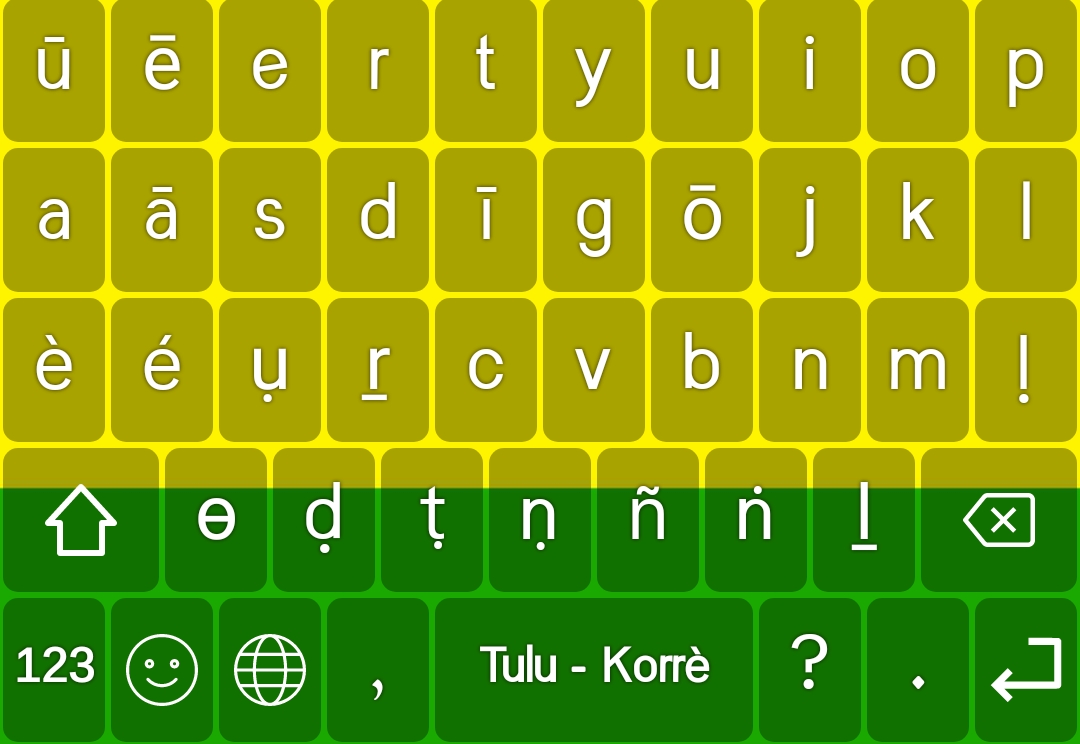 ū ē e r t y u i o p
a ā s d ī g ō j k l
è é ụ ṟ c v b n m ḷ
ɵ ḍ ṭ ṇ ñ ṅ ḻ
123 , Tulu - Korrè ? .